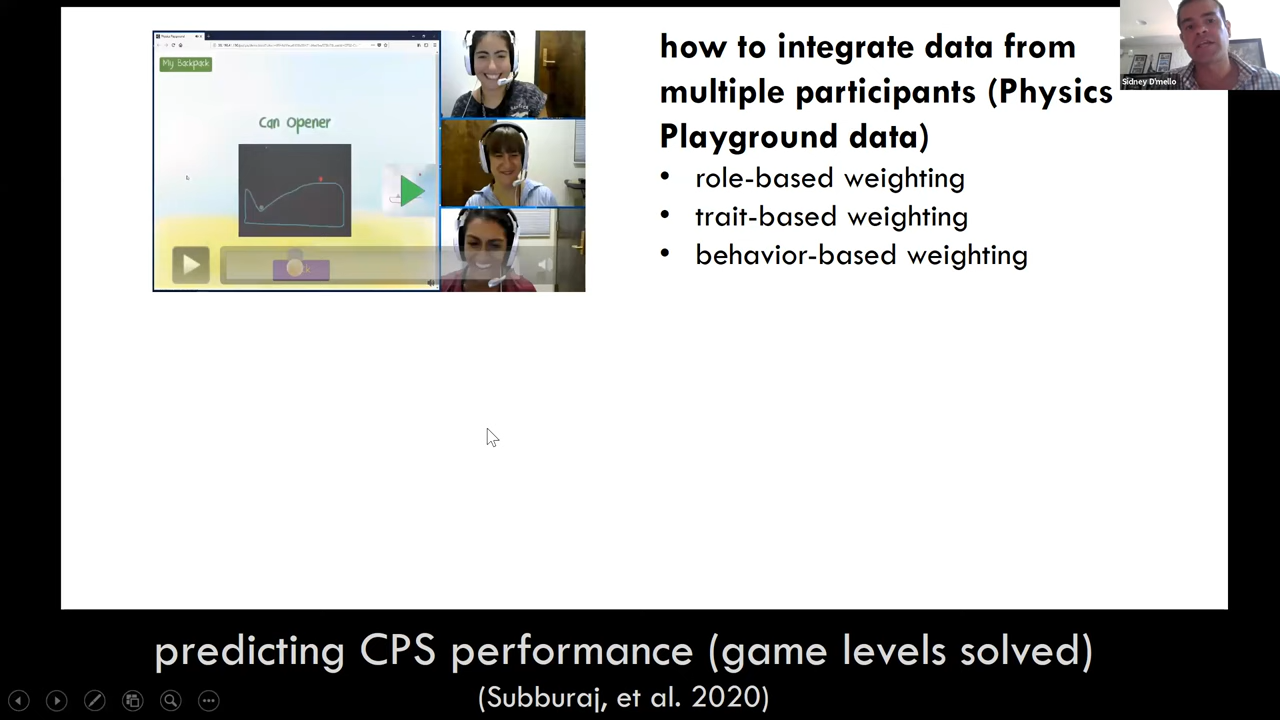 My Backpack
Can Opener
how to integrate data from
multiple participants (Physics
Playground data)
• role-based weighting
• trait-based weighting
• behavior-based weighting
Sidney D'mello
predicting CPS performance (game levels solved)
(Subburaj, et al. 2020)